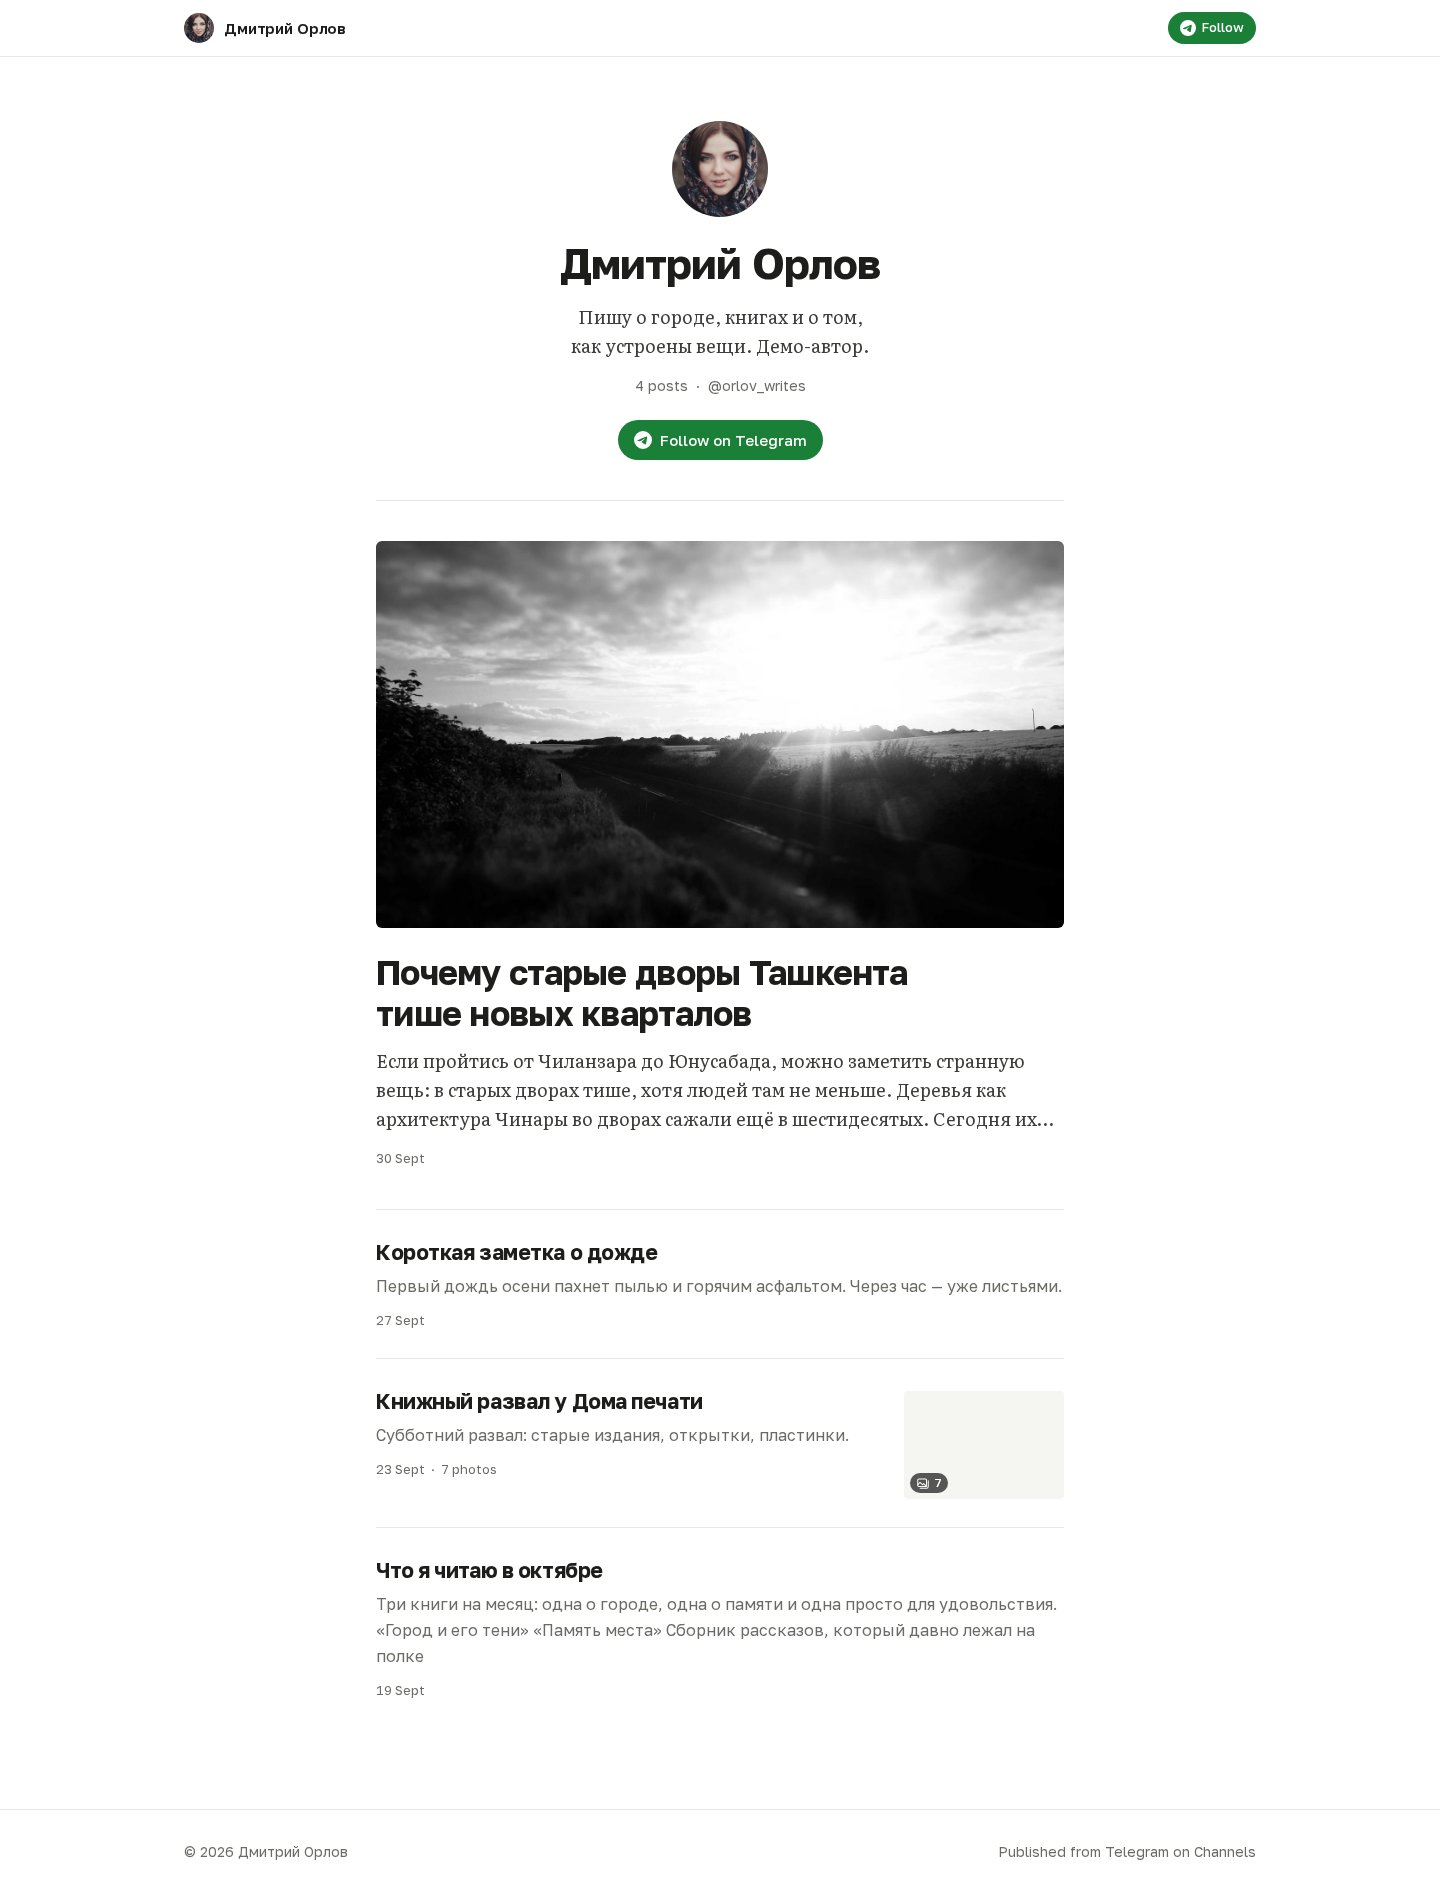 Дмитрий Орлов
Follow
Дмитрий Орлов
Пишу о городе, книгах и о том,
как устроены вещи. Демо-автор.
4 posts · @orlov_writes
Follow on Telegram
Почему старые дворы Ташкента
тише новых кварталов
Если пройтись от Чиланзара до Юнусабада, можно заметить странную
вещь: в старых дворах тише, хотя людей там не меньше. Деревья как
архитектура Чинары во дворах сажали ещё в шестидесятых. Сегодня их…
30 Sept
Короткая заметка о дожде
Первый дождь осени пахнет пылью и горячим асфальтом. Через час — уже листьями.
27 Sept
Книжный развал у Дома печати
Субботний развал: старые издания, открытки, пластинки.
23 Sept · 7 photos
7
Что я читаю в октябре
Три книги на месяц: одна о городе, одна о памяти и одна просто для удовольствия.
«Город и его тени» «Память места» Сборник рассказов, который давно лежал на
полке
19 Sept
© 2026 Дмитрий Орлов
Published from Telegram on Channels